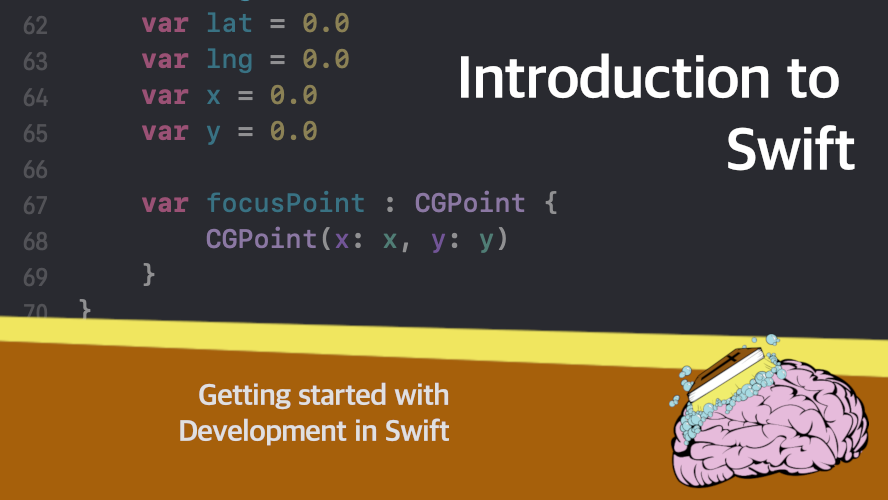 62 var lat = 0.0
63 var lng = 0.0
64 var x = 0.0
65 var y = 0.0
66
67 var focusPoint : CGPoint {
68 CGPoint(x: x, y: y)
69 }
70 }
Introduction to
Swift
Getting started with
Development in Swift